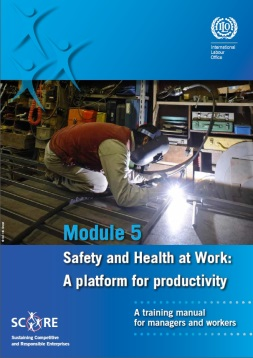 International
Labour
Office
Module 5
Safety and Health at Work:
A platform for productivity
A training manual
for managers and workers
SCORE
Sustaining Competitive
and Responsible Enterprises